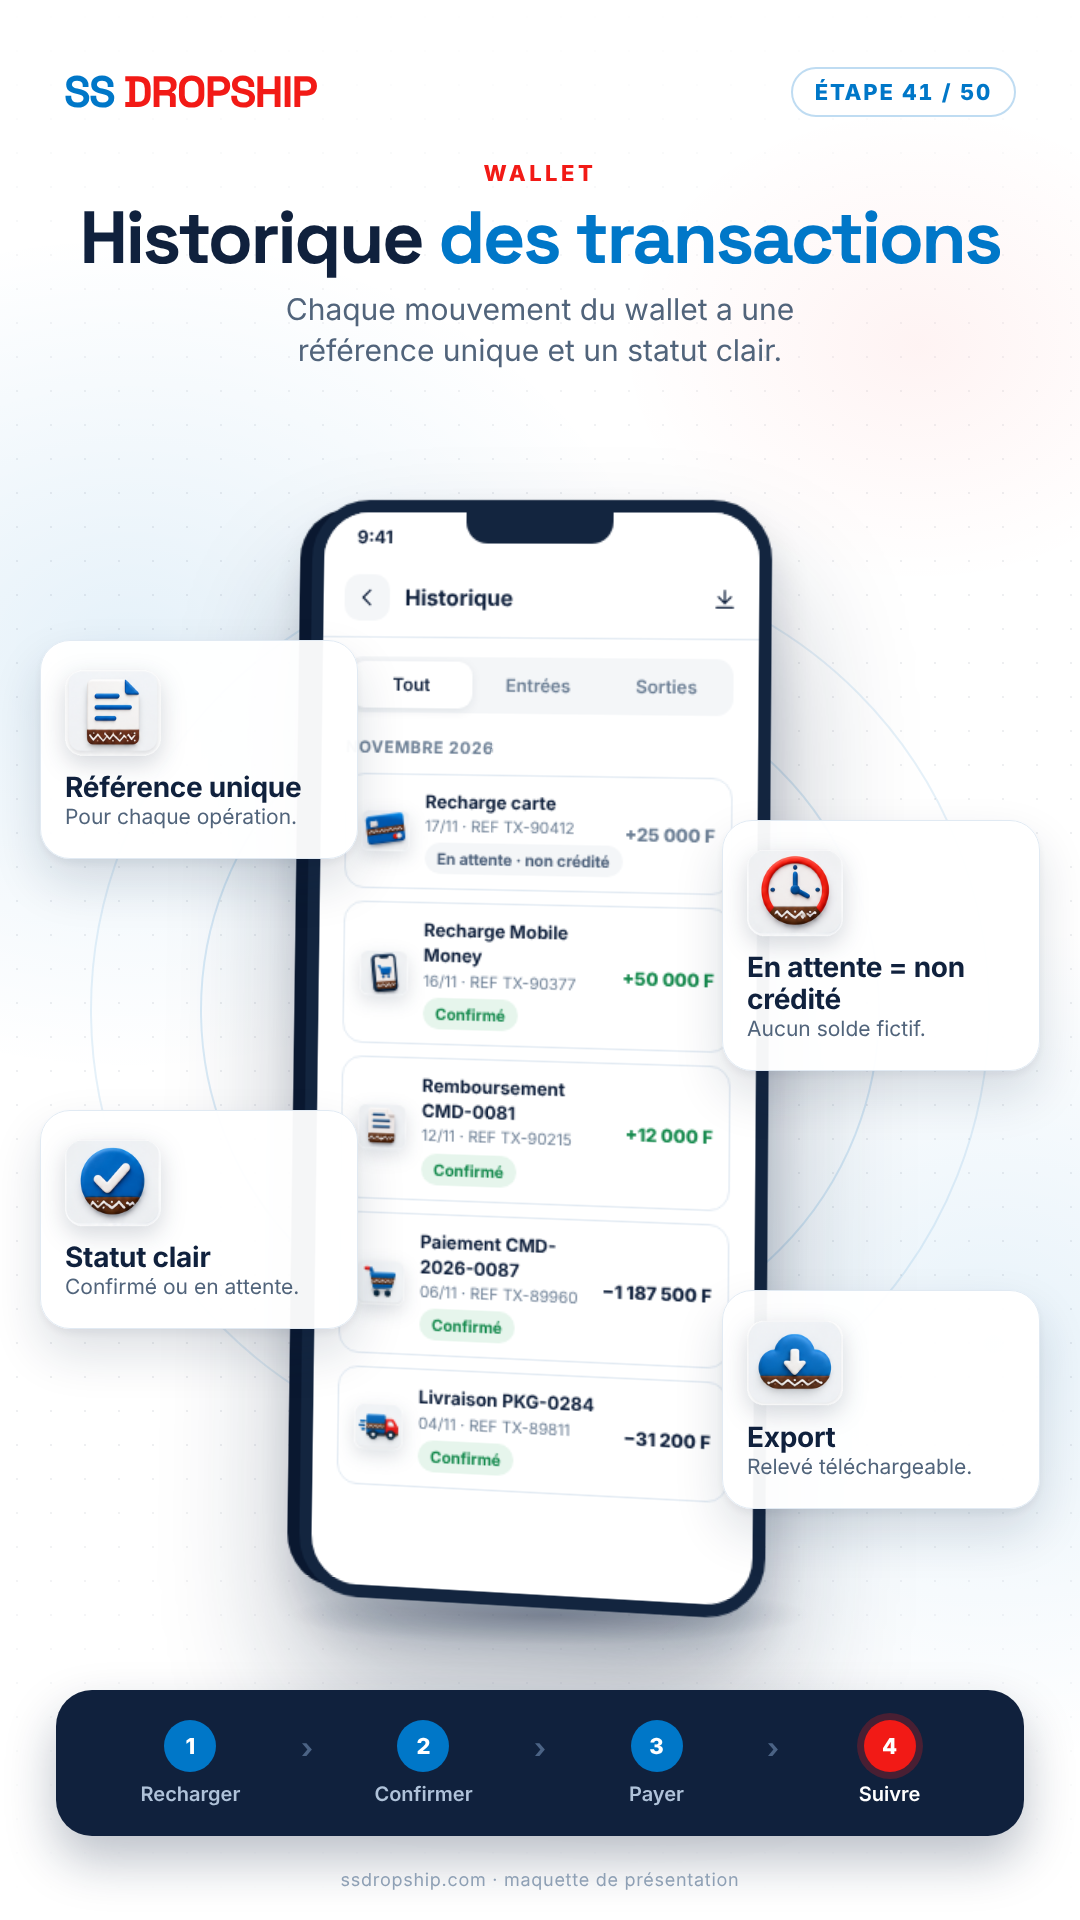 SS DROPSHIP
ÉTAPE 41 / 50
WALLET
Historique des transactions
Chaque mouvement du wallet a une
référence unique et un statut clair.
9:41
Historique
Tout
Entrées
Sorties
OVEMBRE 2026
Recharge carte
17/11 · REF TX-90412
En attente · non crédité
+25 000 F
Recharge Mobile
Money
16/11 · REF TX-90377
Confirmé
+50 000 F
Remboursement
CMD-0081
12/11 · REF TX-90215
Confirmé
+12 000 F
Paiement CMD-
2026-0087
06/11 · REF TX-89960
Confirmé
−1 187 500 F
Livraison PKG-0284
04/11 · REF TX-89811
Confirmé
−31 200 F
Référence unique
Pour chaque opération.
En attente = non
crédité
Aucun solde fictif.
Statut clair
Confirmé ou en attente.
Export
Relevé téléchargeable.
1
Recharger
›
2
Confirmer
›
3
Payer
›
4
Suivre
ssdropship.com · maquette de présentation